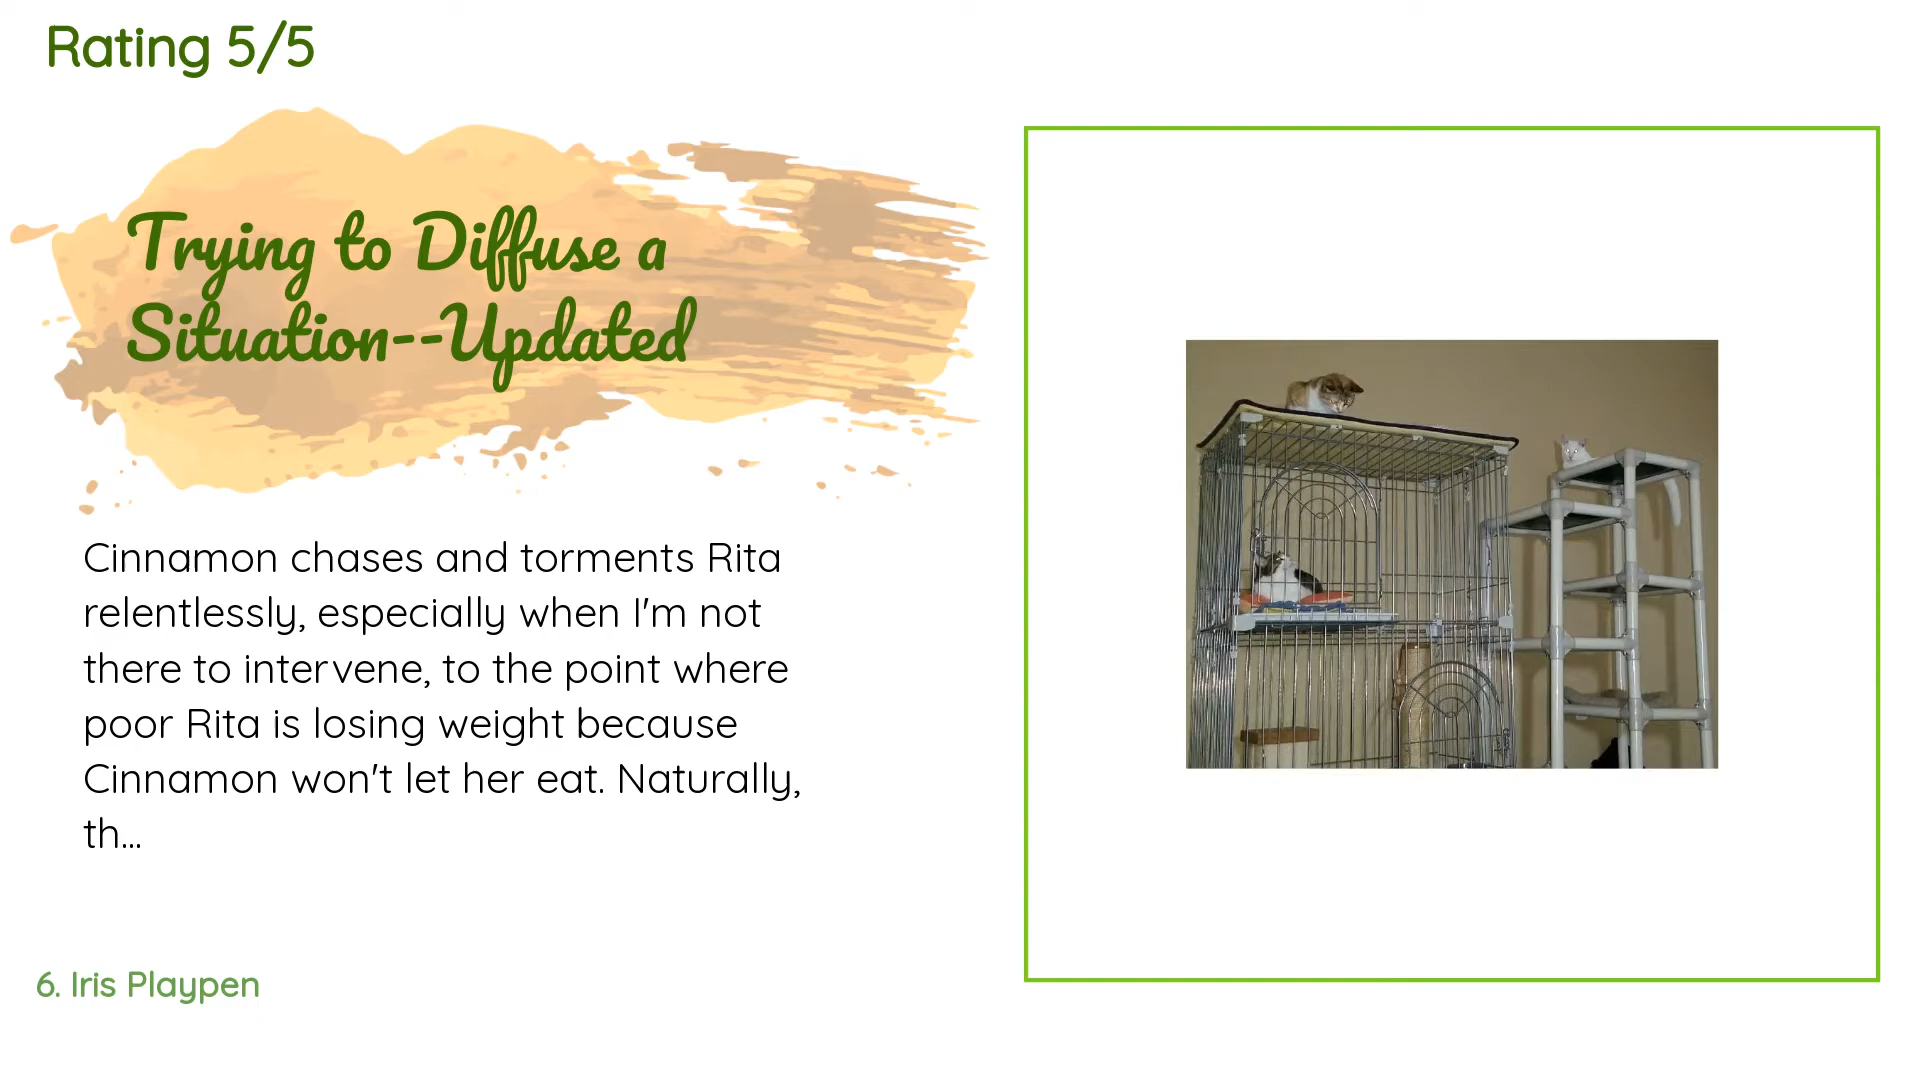 Rating 5/5
Trying to Diffuse a
Situation--Updated
Cinnamon chases and torments Rita
relentlessly, especially when I'm not
there to intervene, to the point where
poor Rita is losing weight because
Cinnamon won't let her eat. Naturally,
th...
6. Iris Playpen